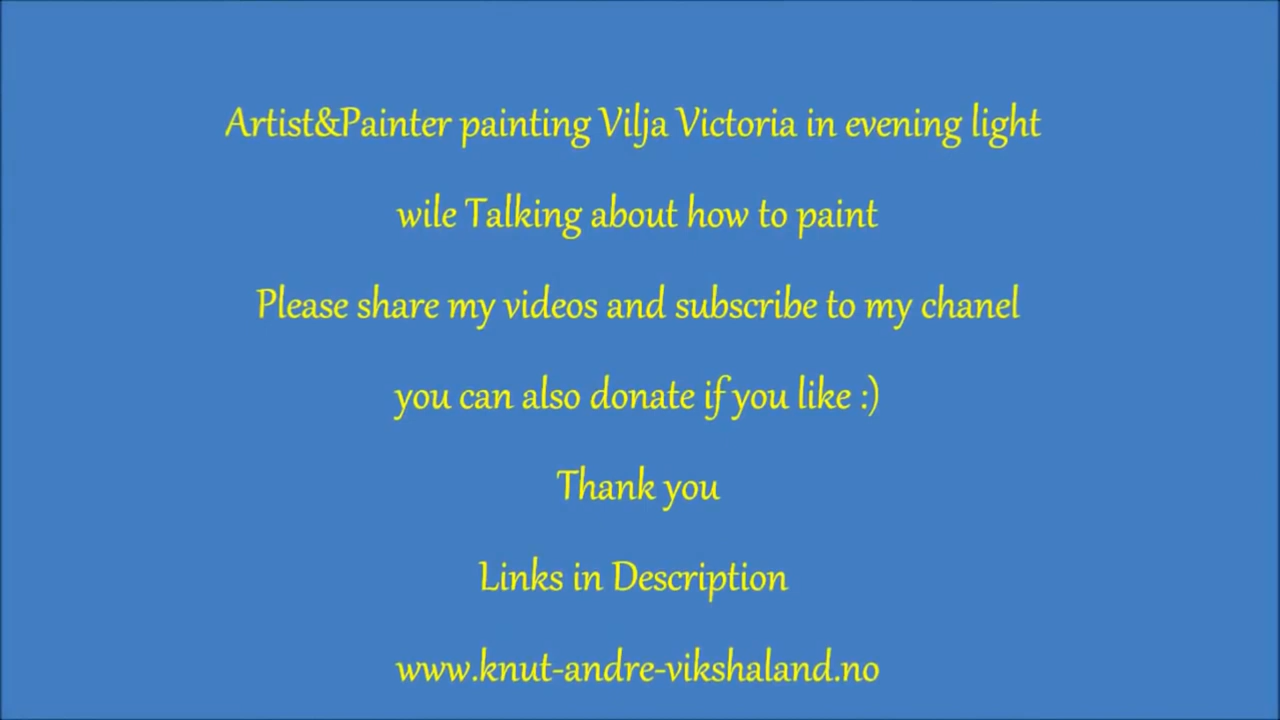 Artist&Painter painting Vilja Victoria in evening light
wile Talking about how to paint
Please share my videos and subscribe to my chanel
you can also donate if you like :)
Thank you
Links in Description
www.knut-andre-vikshaland.no